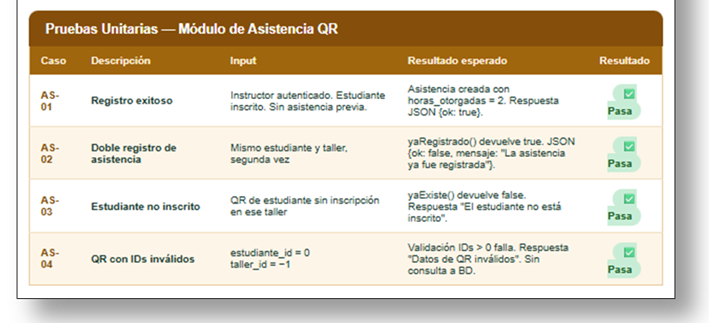 Pruebas Unitarias — Módulo de Asistencia QR
Caso Descripción Input Resultado esperado Resultado
AS-
01
Registro exitoso
Instructor autenticado. Estudiante
inscrito. Sin asistencia previa.
Asistencia creada con
horas_otorgadas = 2. Respuesta
JSON {ok: true}.
✅
Pasa
AS-
02
Doble registro de
asistencia
Mismo estudiante y taller,
segunda vez
yaRegistrado() devuelve true. JSON
{ok: false, mensaje: "La asistencia
ya fue registrada"}.
✅
Pasa
AS-
03
Estudiante no inscrito
QR de estudiante sin inscripción
en ese taller
yaExiste() devuelve false.
Respuesta "El estudiante no está
inscrito".
✅
Pasa
AS-
04
QR con IDs inválidos
estudiante_id = 0
taller_id = −1
Validación IDs > 0 falla. Respuesta
"Datos de QR inválidos". Sin
consulta a BD.
✅
Pasa